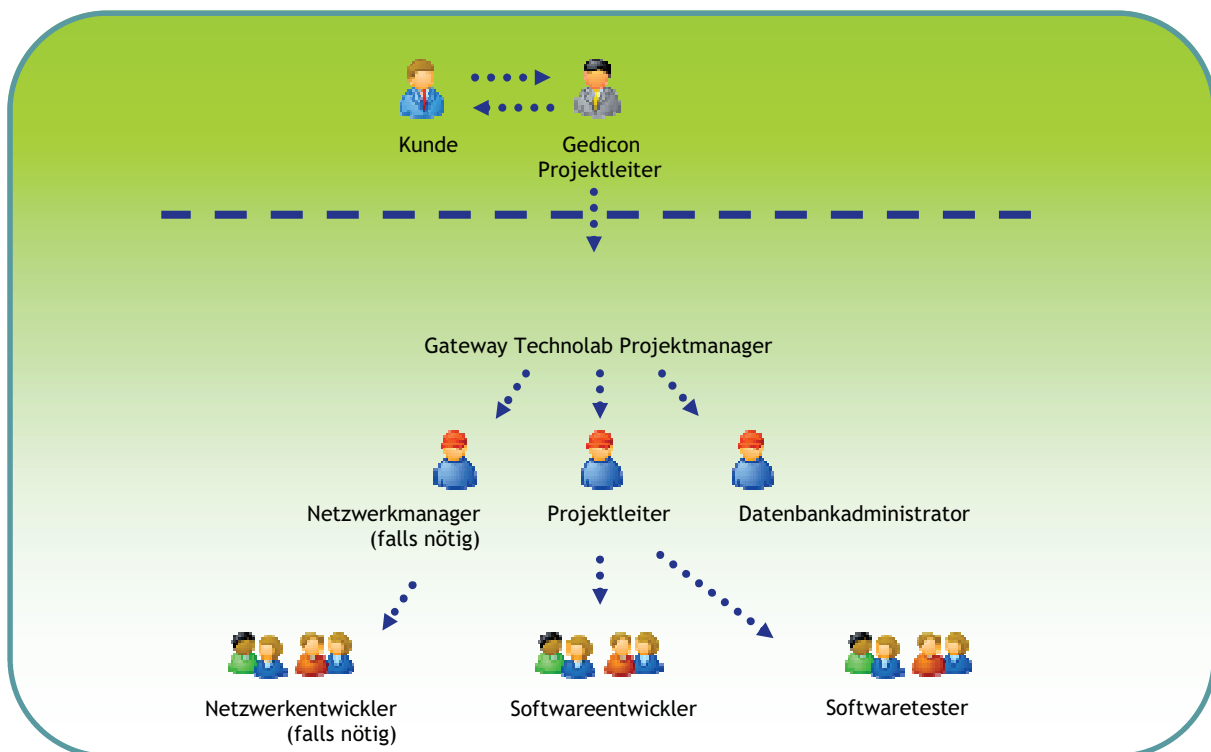 Kunde
Gedicon
Projektleiter
Gateway Technolab Projektmanager
Netzwerkmanager
(falls nötig)
Projektleiter
Datenbankadministrator
Netzwerkentwickler
(falls nötig)
Softwareentwickler
Softwaretester